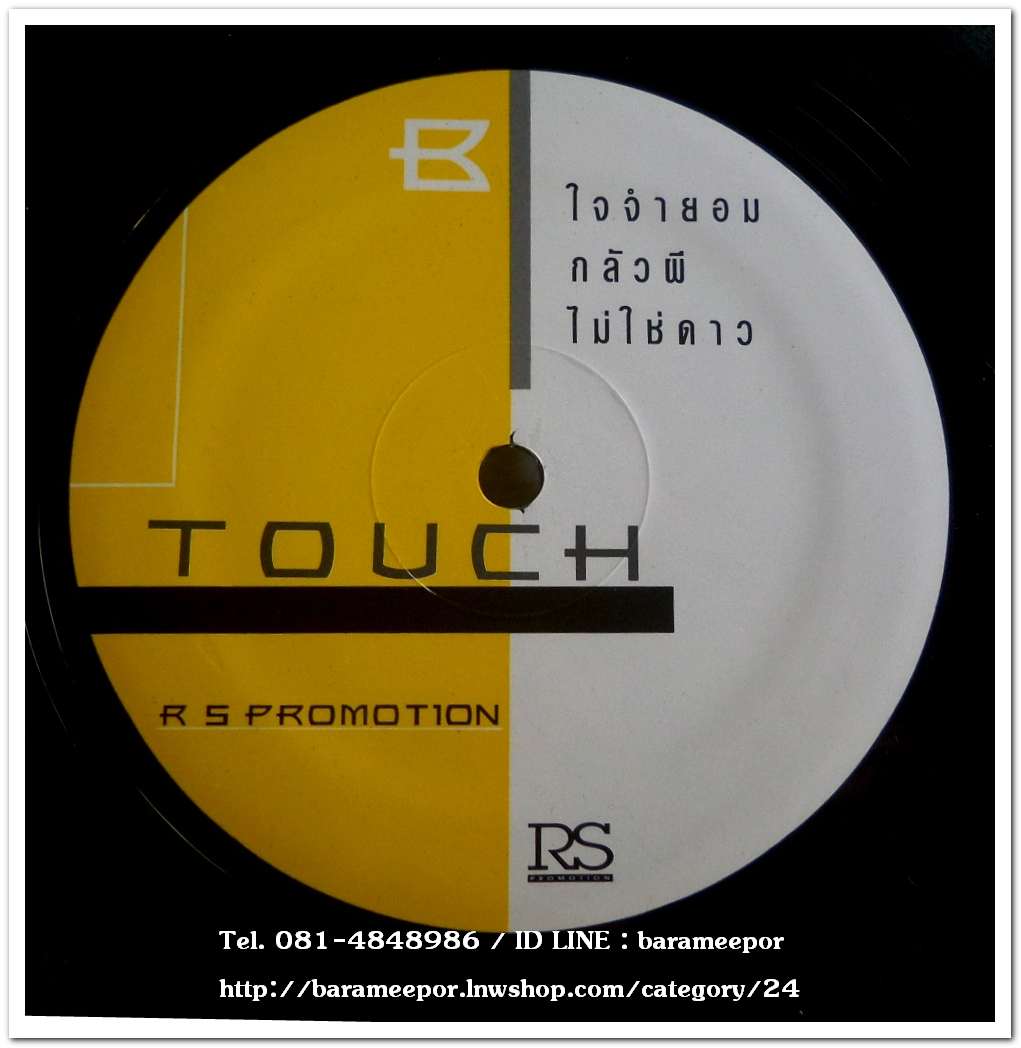 B
ใจจำยอม
กลัวผี
ไม่ใช่ดาว
TOUCH
R S PROMOTION
RS
PROMOTION
Tel. 081-4848986 / ID LINE : barameepor
http://barameepor.lnwshop.com/category/24